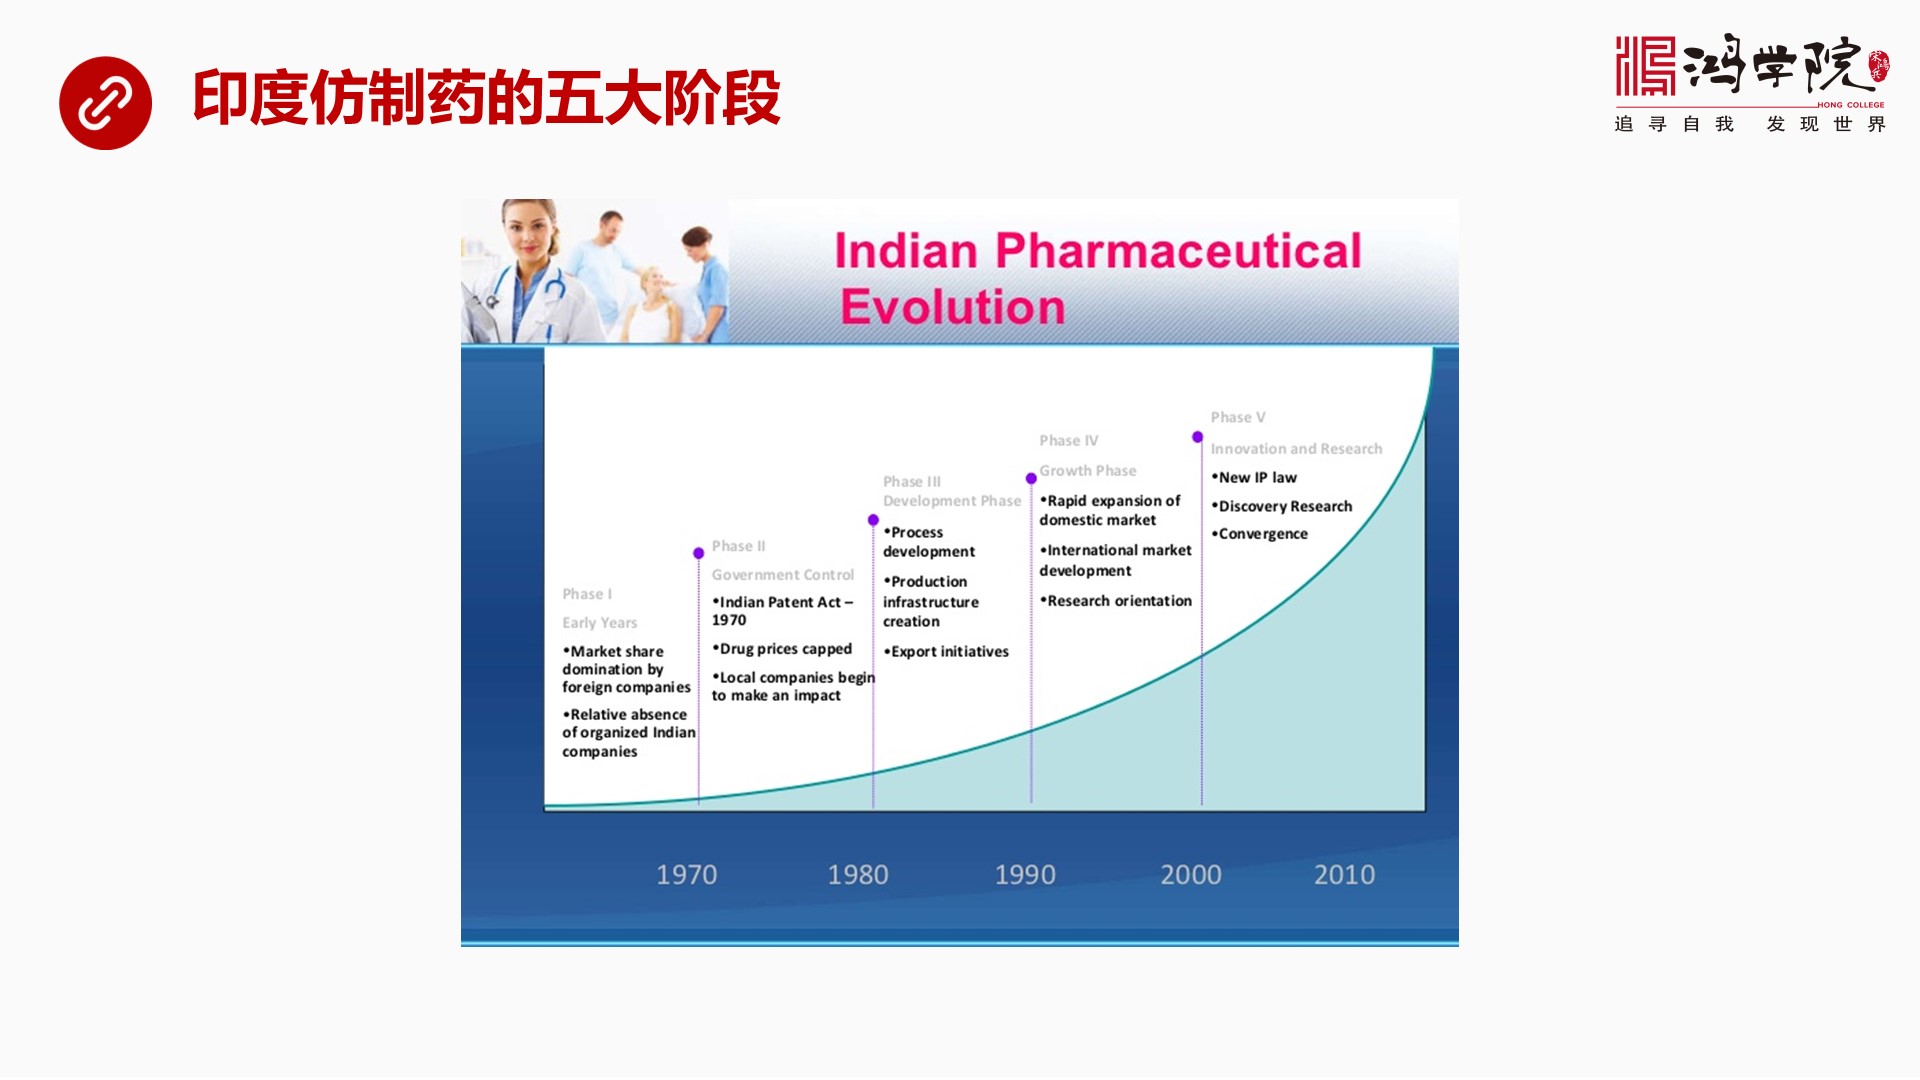 印度仿制药的五大阶段
鸿学院
HONG COLLEGE
追寻自我 发现世界
Indian Pharmaceutical
Evolution
Phase I
Early Years
•Market share
domination by
foreign companies
•Relative absence
of organized Indian
companies
Phase II
Government Control
•Indian Patent Act –
1970
•Drug prices capped
•Local companies begin
to make an impact
Phase III
Development Phase
•Process
development
•Production
infrastructure
creation
•Export initiatives
Phase IV
Growth Phase
•Rapid expansion of
domestic market
•International market
development
•Research orientation
Phase V
Innovation and Research
•New IP law
•Discovery Research
•Convergence
1970 1980 1990 2000 2010